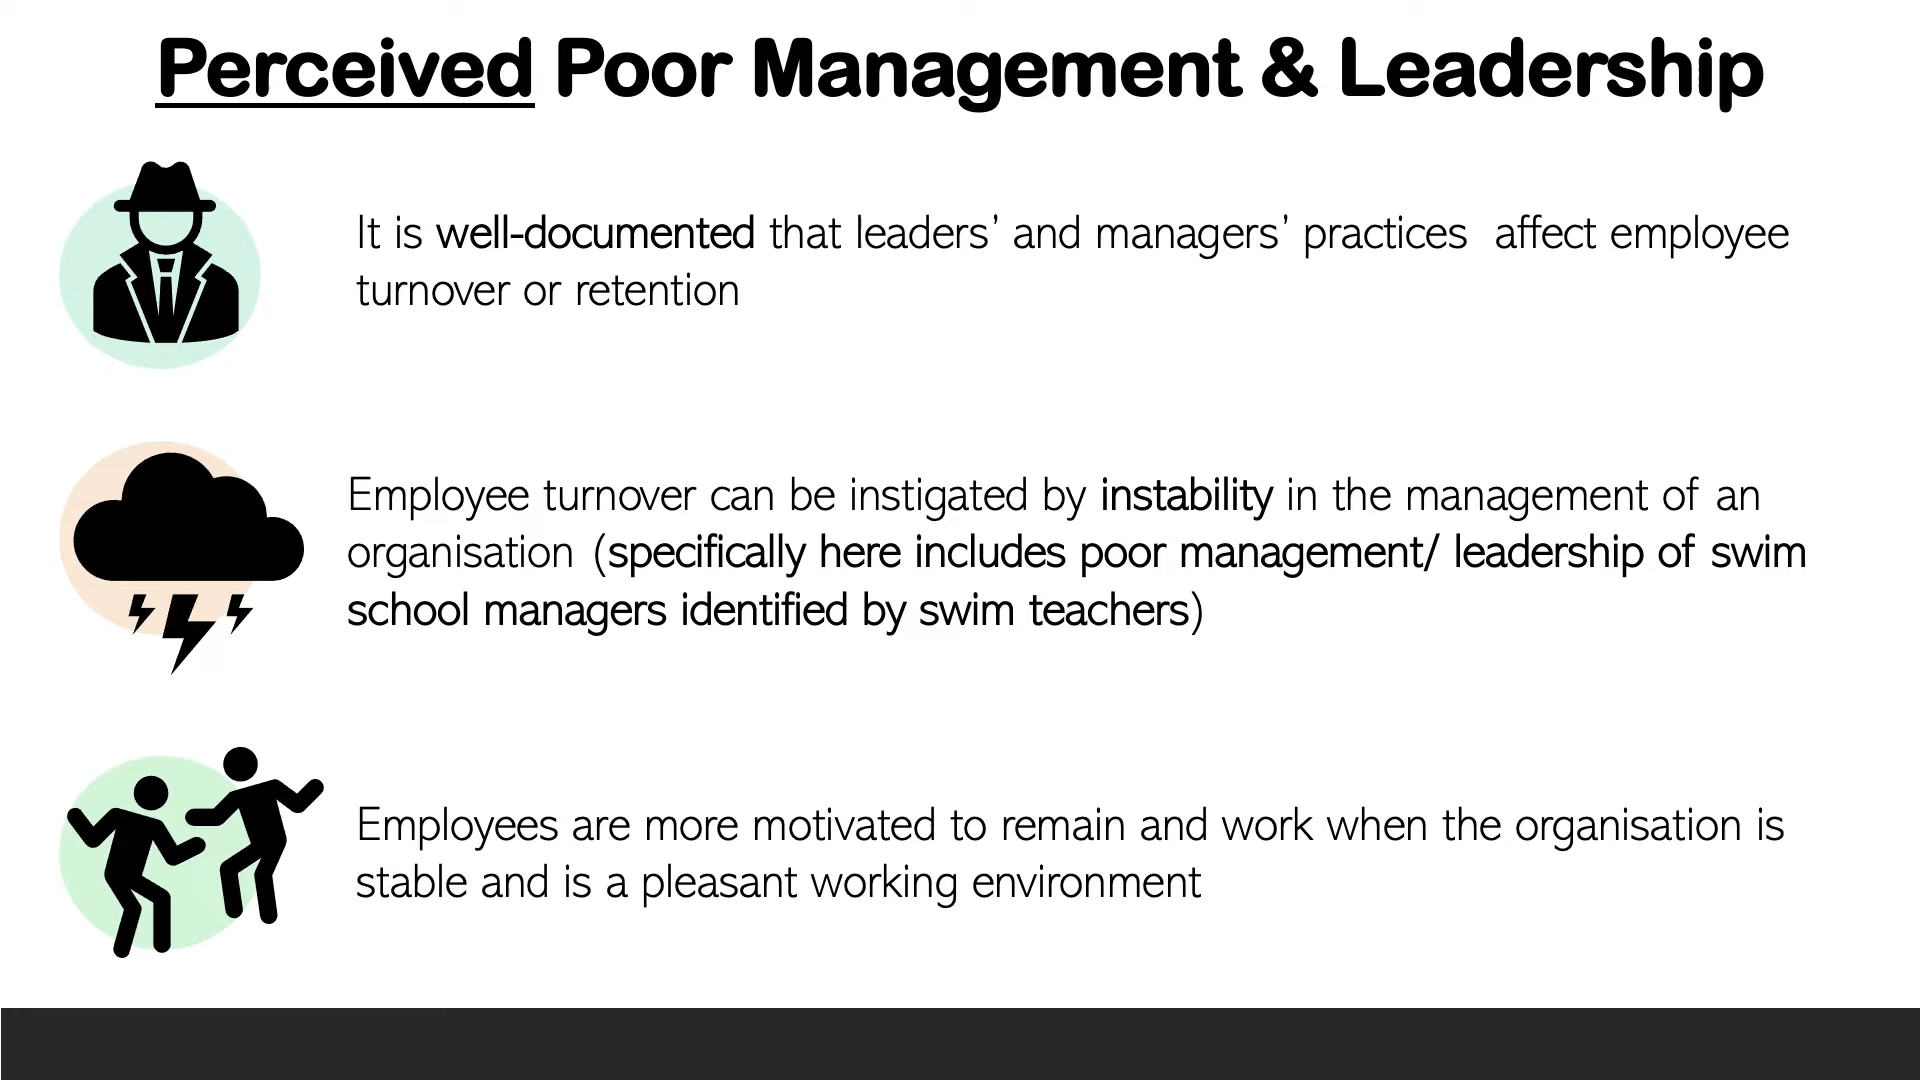 Perceived Poor Management & Leadership
It is well-documented that leaders’ and managers’ practices  affect employee
turnover or retention
Employee turnover can be instigated by instability in the management of an
organisation (specifically here includes poor management/ leadership of swim
school managers identified by swim teachers)
Employees are more motivated to remain and work when the organisation is
stable and is a pleasant working environment